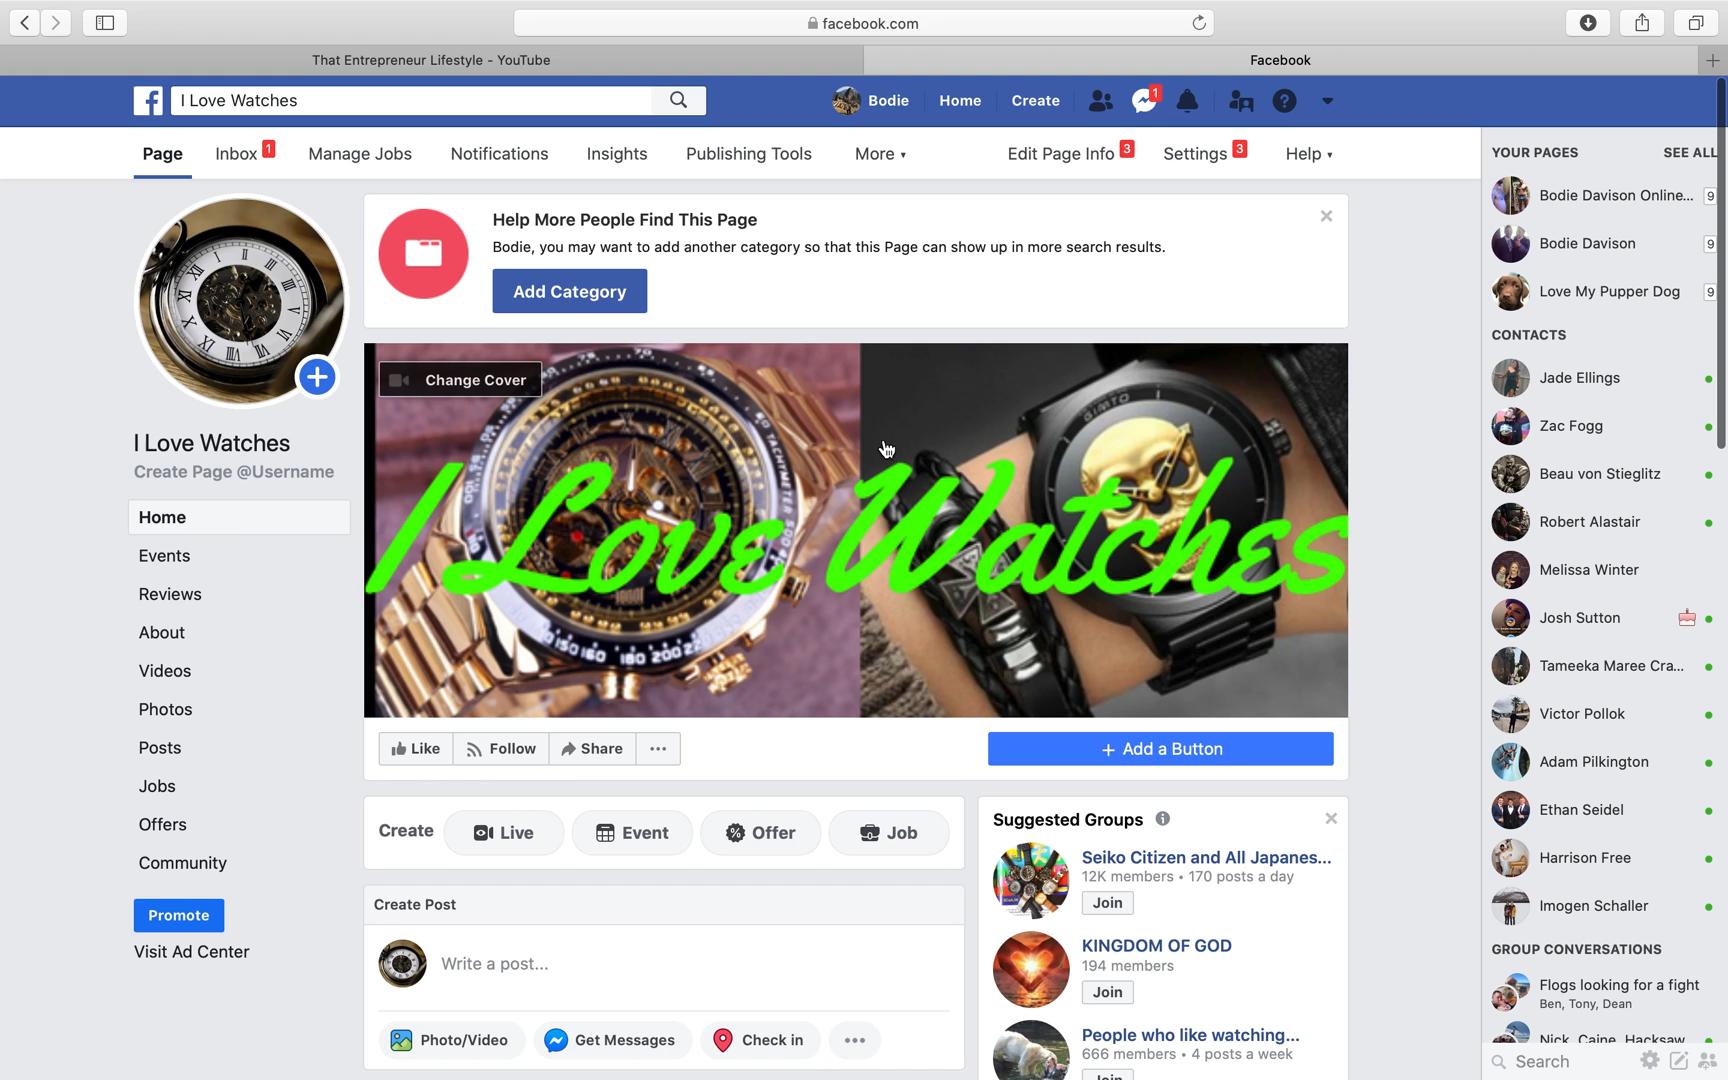 facebook.com
That Entrepreneur Lifestyle - YouTube
Facebook
I Love Watches
Bodie
Home
Create
1
Page
Inbox 1
Manage Jobs
Notifications
Insights
Publishing Tools
More
Edit Page Info 3
Settings 3
Help
I Love Watches
Create Page @Username
Home
Events
Reviews
About
Videos
Photos
Posts
Jobs
Offers
Community
Promote
Visit Ad Center
Help More People Find This Page
Bodie, you may want to add another category so that this Page can show up in more search results.
Add Category
Change Cover
I Love Watches
Like
Follow
Share
+ Add a Button
Create
Live
Event
Offer
Job
Create Post
Write a post...
Photo/Video
Get Messages
Check in
Suggested Groups
Seiko Citizen and All Japanes...
12K members • 170 posts a day
Join
KINGDOM OF GOD
194 members
Join
People who like watching...
666 members • 4 posts a week
Join
YOUR PAGES
SEE ALL
Bodie Davison Online... 9
Bodie Davison 9
Love My Pupper Dog 9
CONTACTS
Jade Ellings
Zac Fogg
Beau von Stieglitz
Robert Alastair
Melissa Winter
Josh Sutton
Tameeka Maree Cra...
Victor Pollok
Adam Pilkington
Ethan Seidel
Harrison Free
Imogen Schaller
GROUP CONVERSATIONS
Flogs looking for a fight
Ben, Tony, Dean
Nick, Caine, Hacksaw
Search